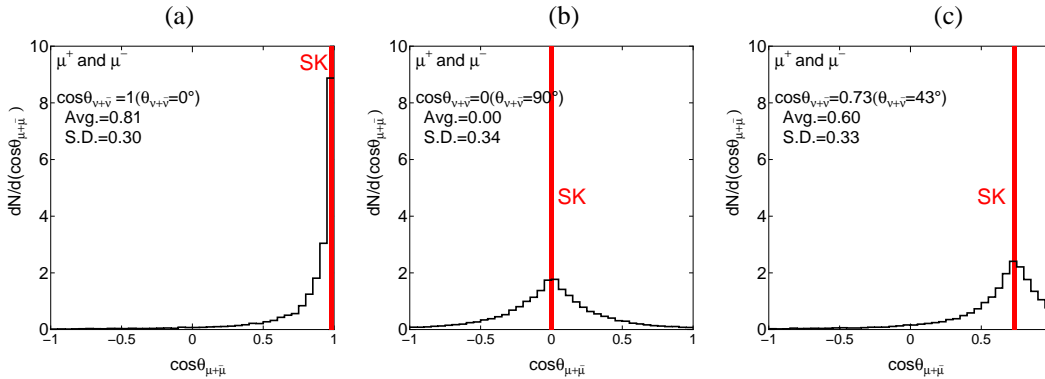 (a)
(b)
(c)
10
8
6
4
2
0
dN/d(cosθμ+μ̄)
μ+ and μ−
SK
cosθν+ν̄ =1(θν+ν̄=0°)
Avg.=0.81
S.D.=0.30
−1
−0.5
0
0.5
1
cosθμ+μ̄
10
8
6
4
2
0
dN/d(cosθμ+μ̄)
μ+ and μ−
cosθν+ν̄=0(θν+ν̄=90°)
Avg.=0.00
S.D.=0.34
SK
−1
−0.5
0
0.5
1
cosθμ+μ̄
10
8
6
4
2
0
dN/d(cosθμ+μ̄)
μ+ and μ−
cosθν+ν̄=0.73(θν+ν̄=43°)
Avg.=0.60
S.D.=0.33
SK
−1
−0.5
0
0.5
cosθμ+μ̄